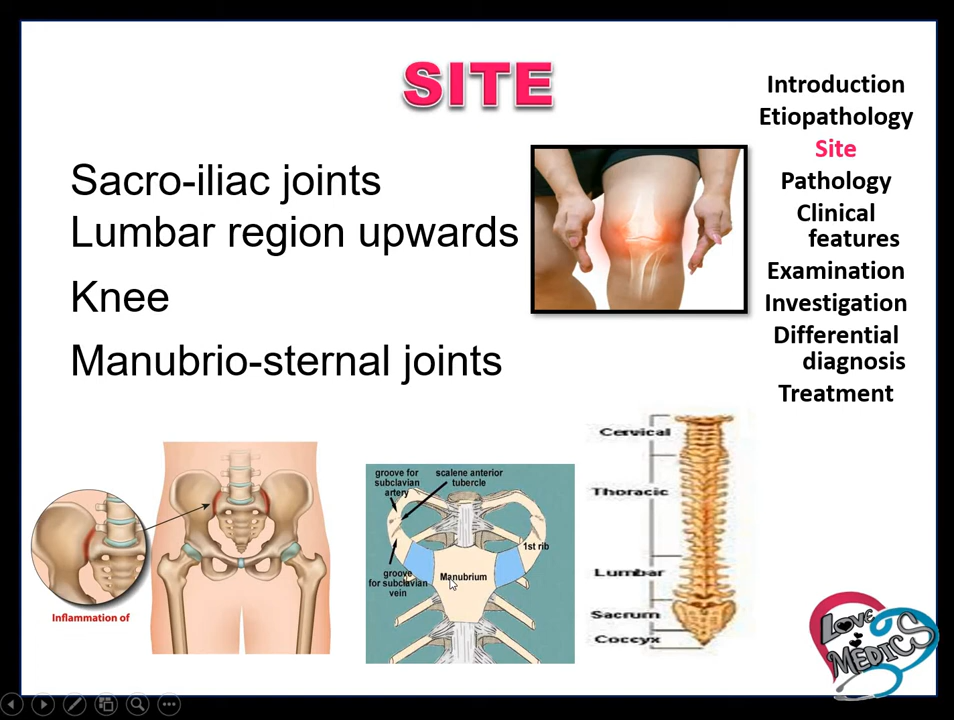 SITE
Sacro-iliac joints
Lumbar region upwards
Knee
Manubrio-sternal joints
Introduction
Etiopathology
Site
Pathology
Clinical
features
Examination
Investigation
Differential
diagnosis
Treatment
Inflammation of
groove for
subclavian
artery
scalene anterior
tubercle
1st rib
groove
for subclavian
vein
Manubrium
Cervical
Thoracic
Lumbar
Sacrum
Coccyx
LOVE
MEDICS